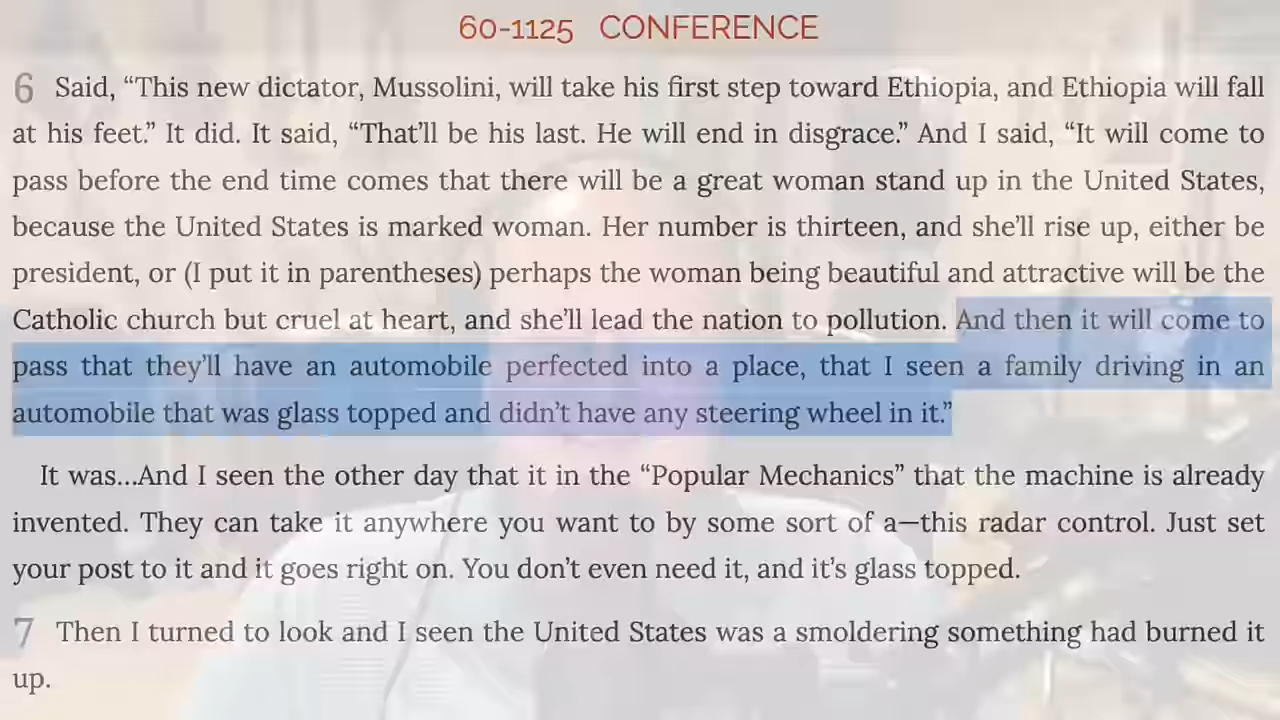 60-1125 CONFERENCE
6 Said, “This new dictator, Mussolini, will take his first step toward Ethiopia, and Ethiopia will fall
at his feet.” It did. It said, “That’ll be his last. He will end in disgrace.” And I said, “It will come to
pass before the end time comes that there will be a great woman stand up in the United States,
because the United States is marked woman. Her number is thirteen, and she’ll rise up, either be
president, or (I put it in parentheses) perhaps the woman being beautiful and attractive will be the
Catholic church but cruel at heart, and she’ll lead the nation to pollution. And then it will come to
pass that they’ll have an automobile perfected into a place, that I seen a family driving in an
automobile that was glass topped and didn’t have any steering wheel in it.”
It was...And I seen the other day that it in the “Popular Mechanics” that the machine is already
invented. They can take it anywhere you want to by some sort of a—this radar control. Just set
your post to it and it goes right on. You don’t even need it, and it’s glass topped.
7 Then I turned to look and I seen the United States was a smoldering something had burned it
up.